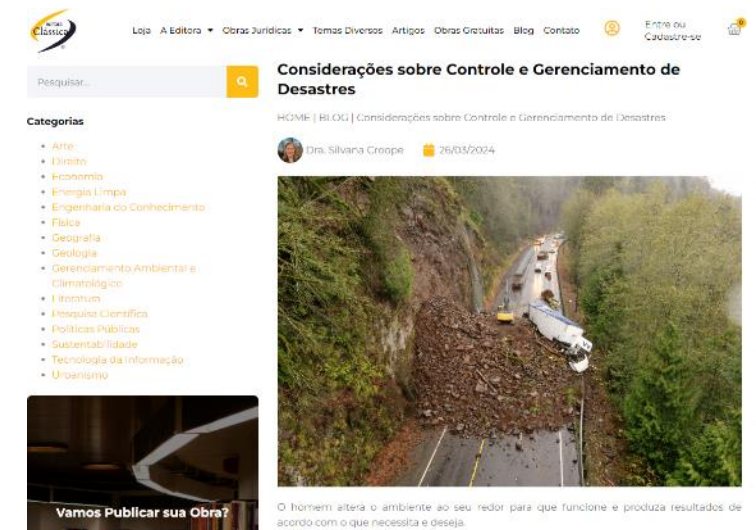 Clássica
Loja A Editora Obras Jurídicas Temas Diversos Artigos Obras Gratuitas Blog Contato
Entre ou
Cadastre-se
0
Pesquisar...
Categorias
Arte
Direito
Economia
Energia Limpa
Engenharia do Conhecimento
Física
Geografia
Geologia
Gerenciamento Ambiental e
Climatológico
Literatura
Pesquisa Científica
Políticas Públicas
Sustentabilidade
Tecnologia da Informação
Urbanismo
Vamos Publicar sua Obra?
Considerações sobre Controle e Gerenciamento de
Desastres
HOME | BLOG | Considerações sobre Controle e Gerenciamento de Desastres
Dra. Silvana Croope 26/03/2024
O homem altera o ambiente ao seu redor para que funcione e produza resultados de
acordo com o que necessita e deseja.